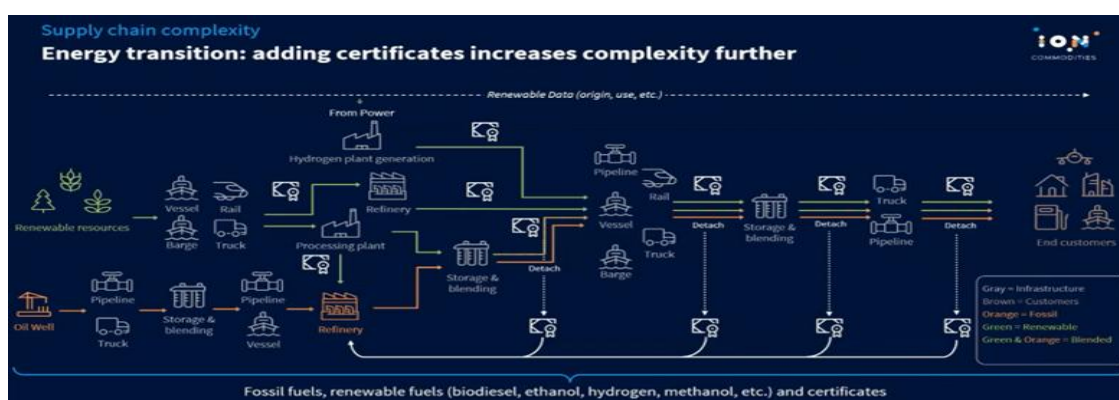 Supply chain complexity
Energy transition: adding certificates increases complexity further
ION
COMMODITIES
Renewable Data (origin, use, etc.)
From Power
Hydrogen plant generation
Pipeline
Rail
Truck
Vessel
Rail
Refinery
Renewable resources
Barge
Truck
Processing plant
Vessel
Detach
Storage &
blending
Detach
Detach
Pipeline
End customers
Storage &
blending
Detach
Barge
Truck
Pipeline
Pipeline
Oil Well
Truck
Storage &
blending
Vessel
Refinery
Gray = Infrastructure
Brown = Customers
Orange = Fossil
Green = Renewable
Green & Orange = Blended
Fossil fuels, renewable fuels (biodiesel, ethanol, hydrogen, methanol, etc.) and certificates